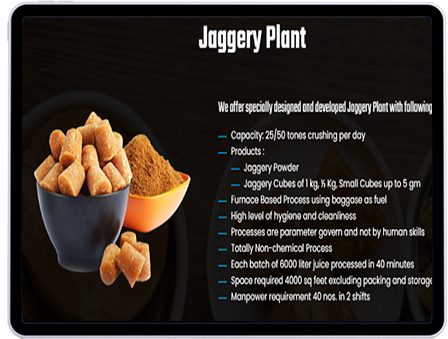 Jaggery Plant
We offer specially designed and developed Jaggery Plant with following
Capacity: 25/50 tones crushing per day
Products :
Jaggery Powder
Jaggery Cubes of 1 kg, ½ Kg, Small Cubes up to 5 gm
Furnace Based Process using baggase as fuel
High level of hygiene and cleanliness
Processes are parameter govern and not by human skills
Totally Non-chemical Process
Each batch of 6000 liter juice processed in 40 minutes
Space required 4000 sq feet excluding packing and storage
Manpower requirement 40 nos. in 2 shifts